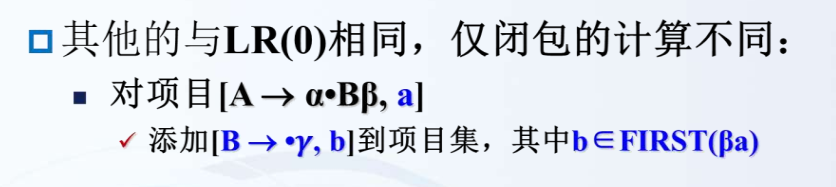 其他的与LR(0)相同，仅闭包的计算不同：
对项目[A → α•Bβ, a]
添加[B → •γ, b]到项目集，其中b∈FIRST(βa)